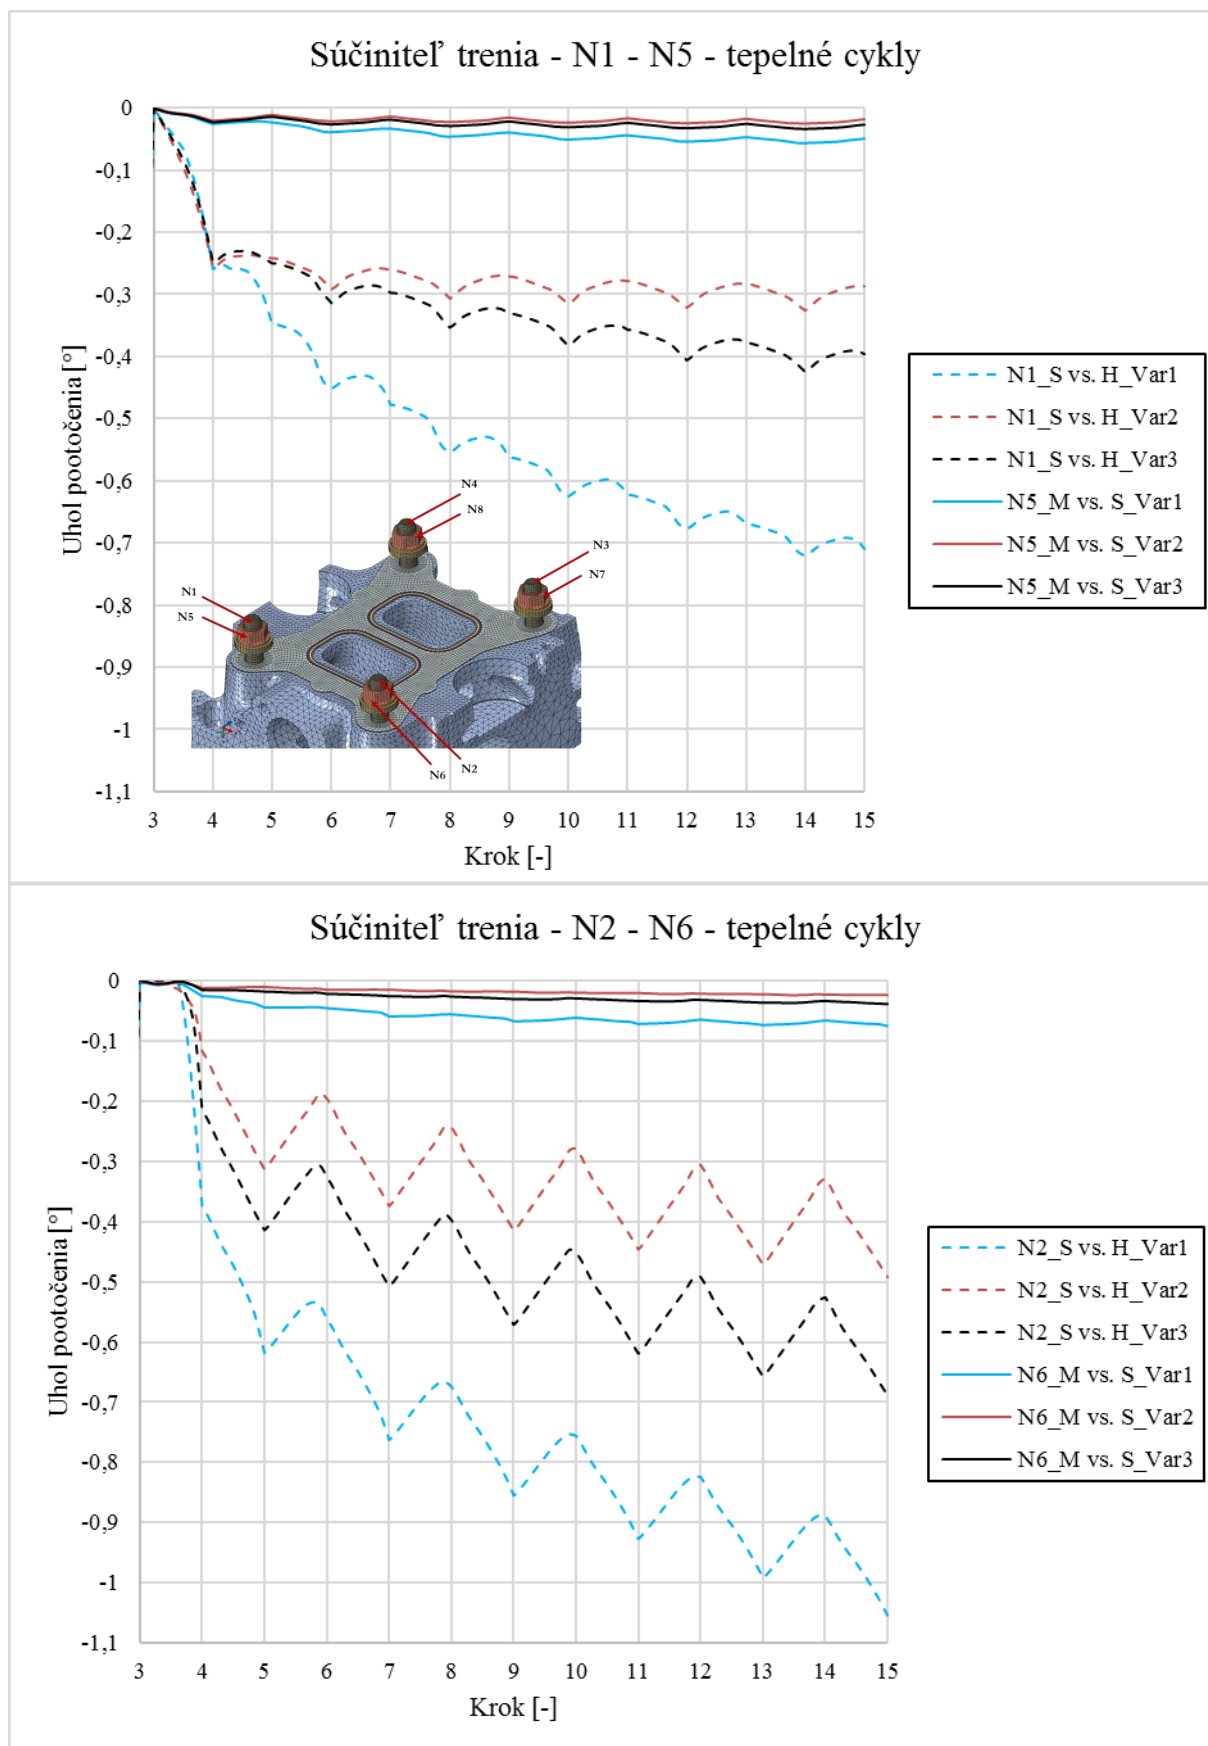 Súčiniteľ trenia - N1 - N5 - tepelné cykly
0
-0,1
-0,2
-0,3
-0,4
-0,5
-0,6
-0,7
-0,8
-0,9
-1
-1,1
Uhol pootočenia [°]
3 4 5 6 7 8 9 10 11 12 13 14 15
Krok [-]
N4
N8
N3
N7
N1
N5
N6
N2
N1_S vs. H_Var1
N1_S vs. H_Var2
N1_S vs. H_Var3
N5_M vs. S_Var1
N5_M vs. S_Var2
N5_M vs. S_Var3
Súčiniteľ trenia - N2 - N6 - tepelné cykly
0
-0,1
-0,2
-0,3
-0,4
-0,5
-0,6
-0,7
-0,8
-0,9
-1
-1,1
Uhol pootočenia [°]
3 4 5 6 7 8 9 10 11 12 13 14 15
Krok [-]
N2_S vs. H_Var1
N2_S vs. H_Var2
N2_S vs. H_Var3
N6_M vs. S_Var1
N6_M vs. S_Var2
N6_M vs. S_Var3